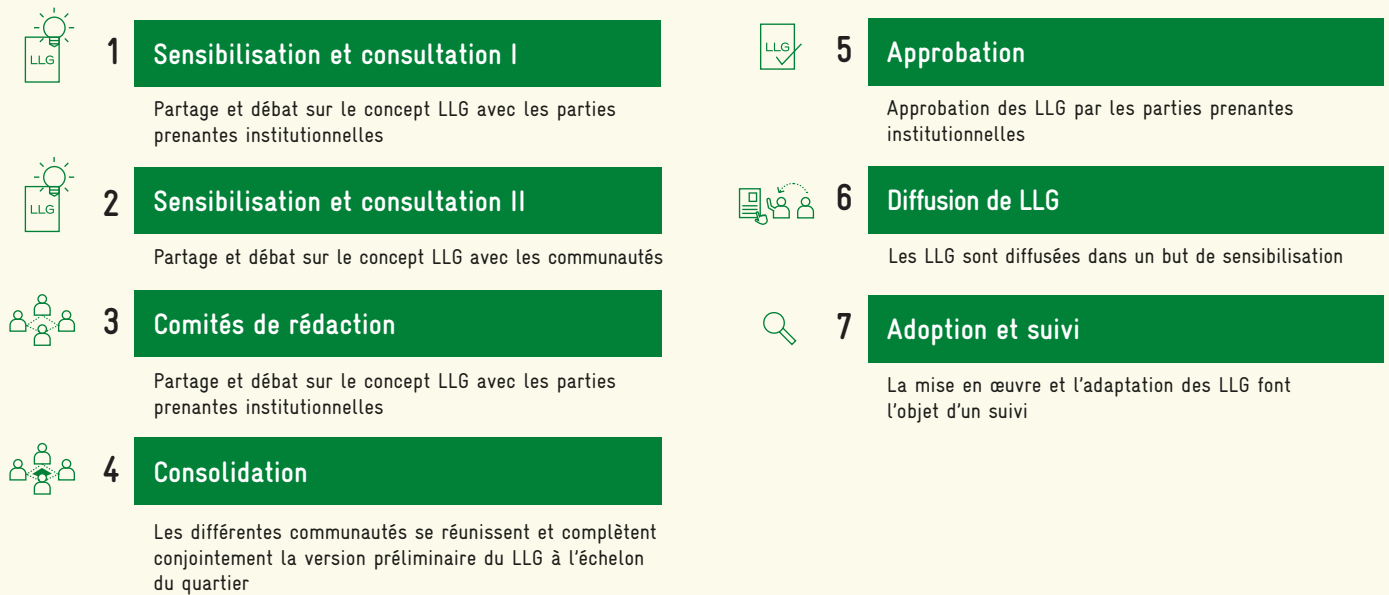 LLG
1
Sensibilisation et consultation I
Partage et débat sur le concept LLG avec les parties
prenantes institutionnelles
LLG
2
Sensibilisation et consultation II
Partage et débat sur le concept LLG avec les communautés
3
Comités de rédaction
Partage et débat sur le concept LLG avec les parties
prenantes institutionnelles
4
Consolidation
Les différentes communautés se réunissent et complètent
conjointement la version préliminaire du LLG à l'échelon
du quartier
LLG
5
Approbation
Approbation des LLG par les parties prenantes
institutionnelles
6
Diffusion de LLG
Les LLG sont diffusées dans un but de sensibilisation
7
Adoption et suivi
La mise en œuvre et l'adaptation des LLG font
l'objet d'un suivi